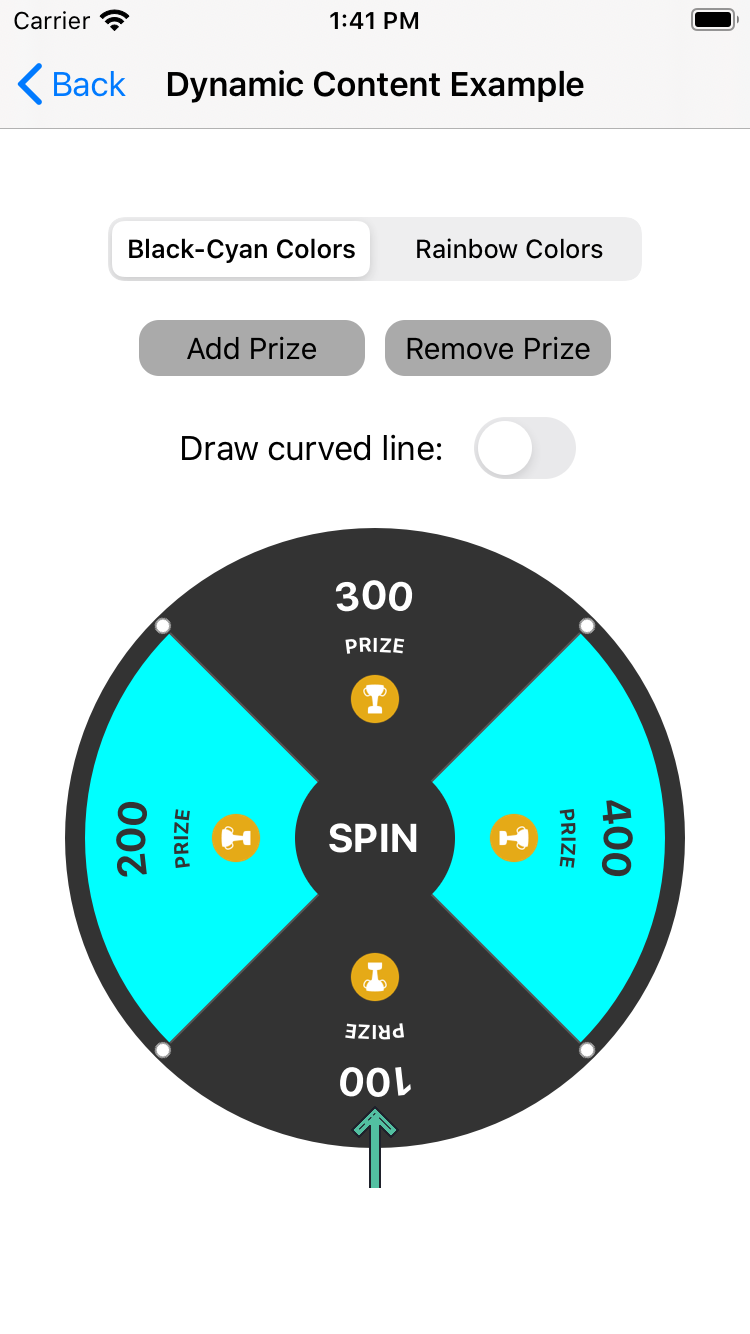 Carrier 1:41 PM
Back Dynamic Content Example
Black-Cyan Colors Rainbow Colors
Add Prize Remove Prize
Draw curved line:
300
PRIZE
200 PRIZE SPIN PRIZE 400
PRIZE
100